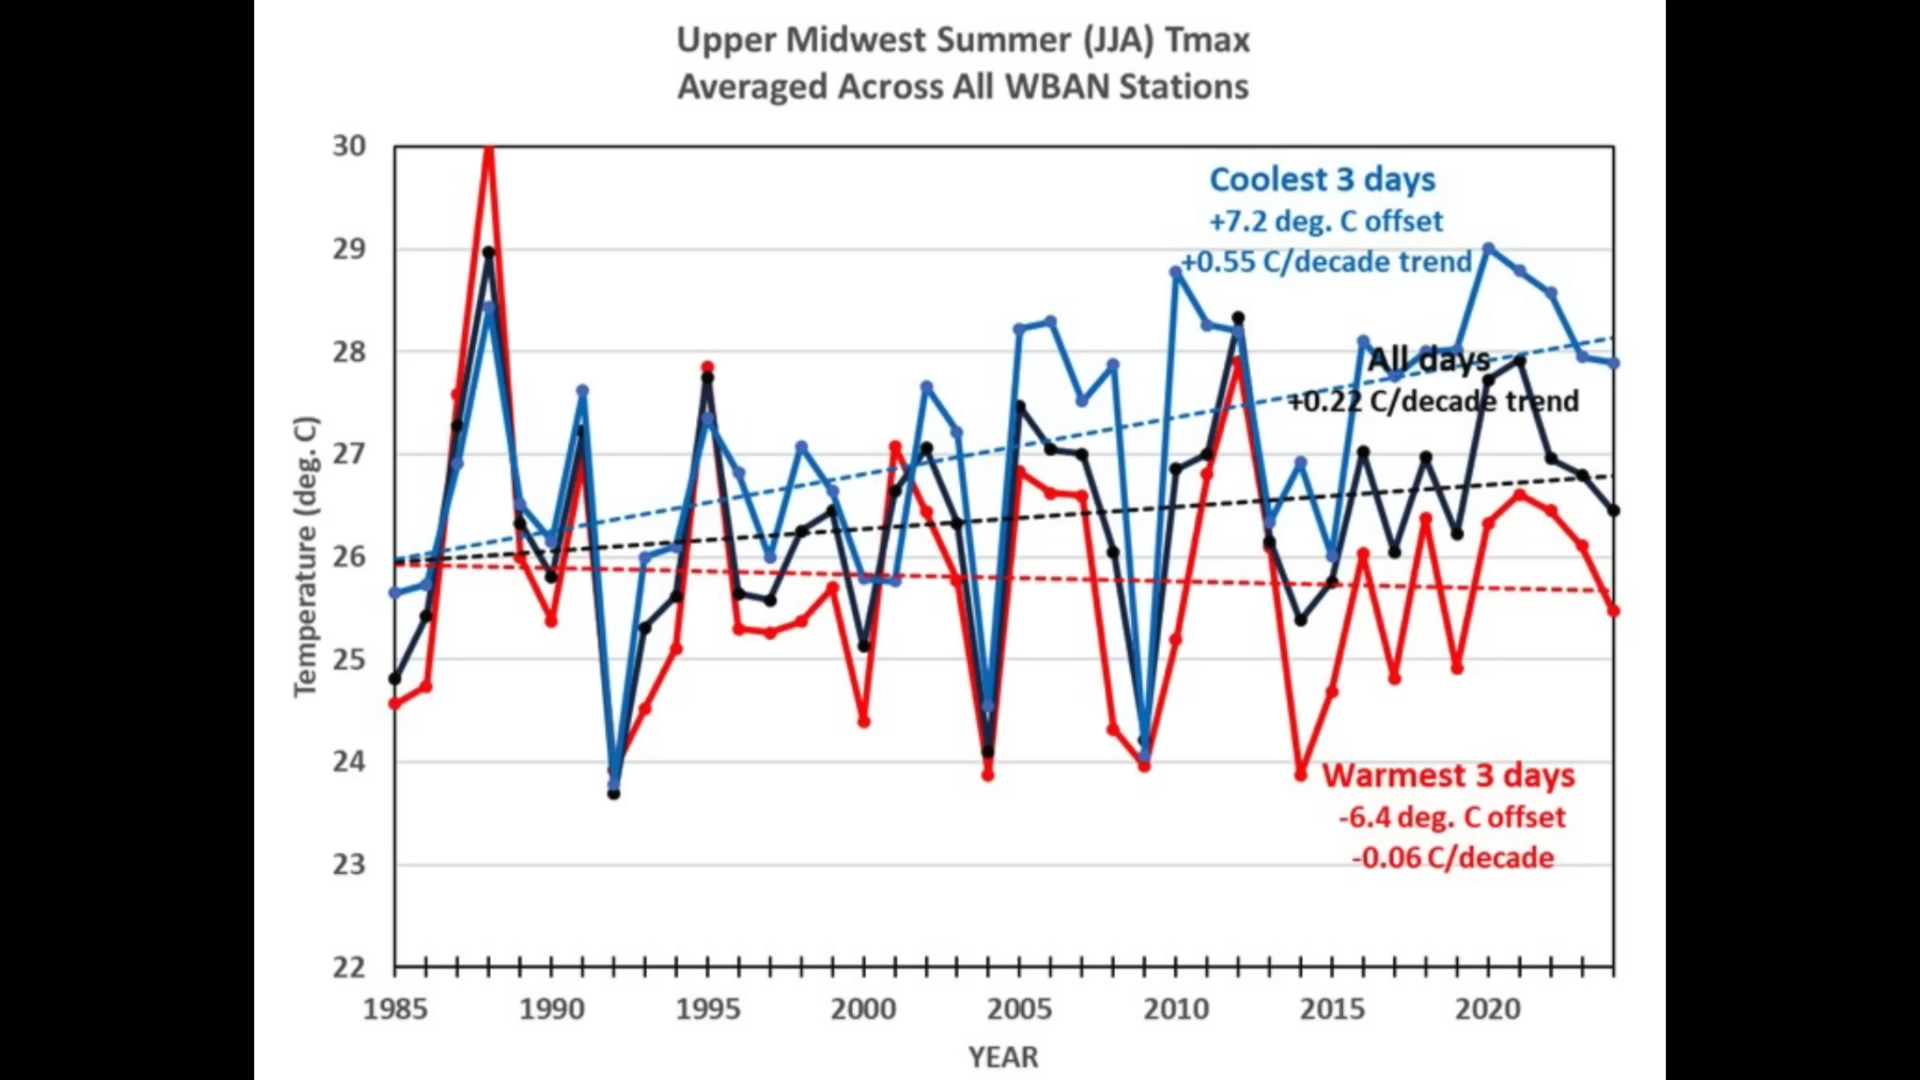 Upper Midwest Summer (JJA) Tmax
Averaged Across All WBAN Stations
Temperature (deg. C)
30
29
28
27
26
25
24
23
22
Coolest 3 days
+7.2 deg. C offset
+0.55 C/decade trend
All days
+0.22 C/decade trend
Warmest 3 days
-6.4 deg. C offset
-0.06 C/decade
1985 1990 1995 2000 2005 2010 2015 2020
YEAR